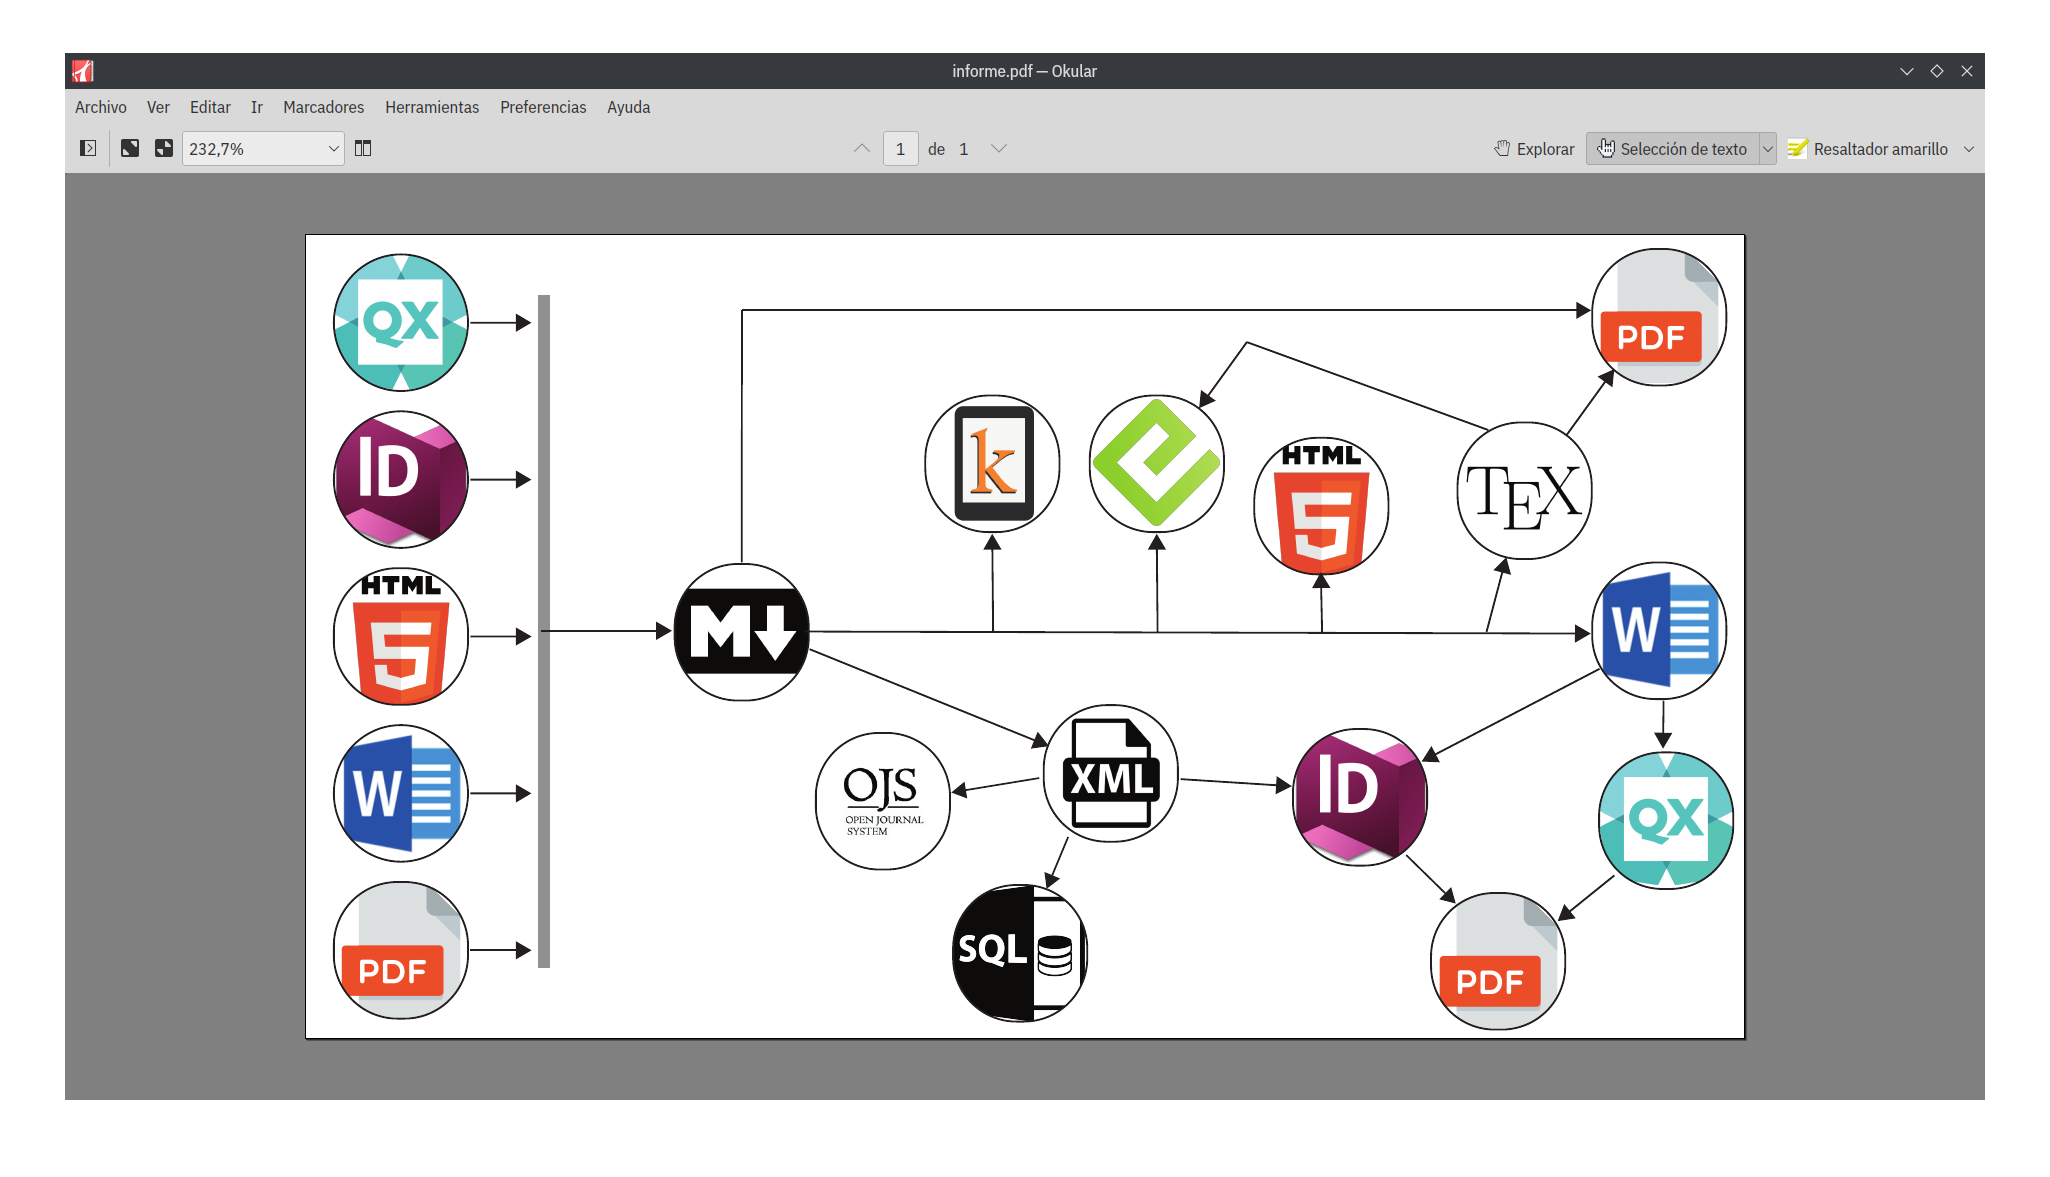 informe.pdf — Okular
Archivo Ver Editar Ir Marcadores Herramientas Preferencias Ayuda
232,7% 1 de 1 Explorar Selección de texto Resaltador amarillo
QX
PDF
k
HTML
5
TEX
ID
HTML
5
M
W
W
XML
ID
QX
OJS
OPEN JOURNAL
SYSTEM
SQL
PDF
PDF